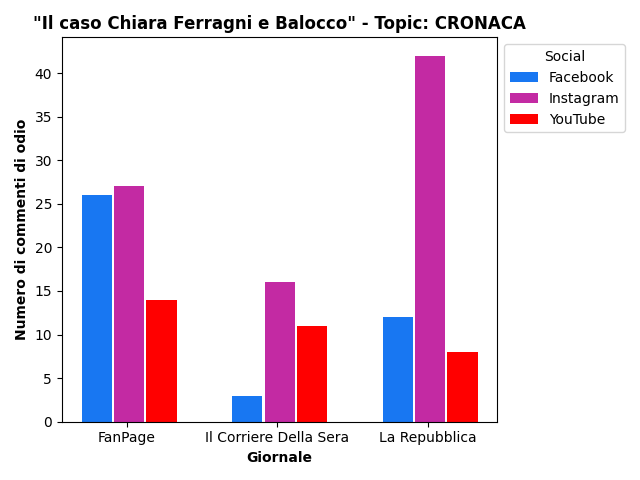 "Il caso Chiara Ferragni e Balocco" - Topic: CRONACA
Social
Facebook
Instagram
YouTube
Numero di commenti di odio
40
35
30
25
20
15
10
5
0
FanPage
Il Corriere Della Sera
La Repubblica
Giornale